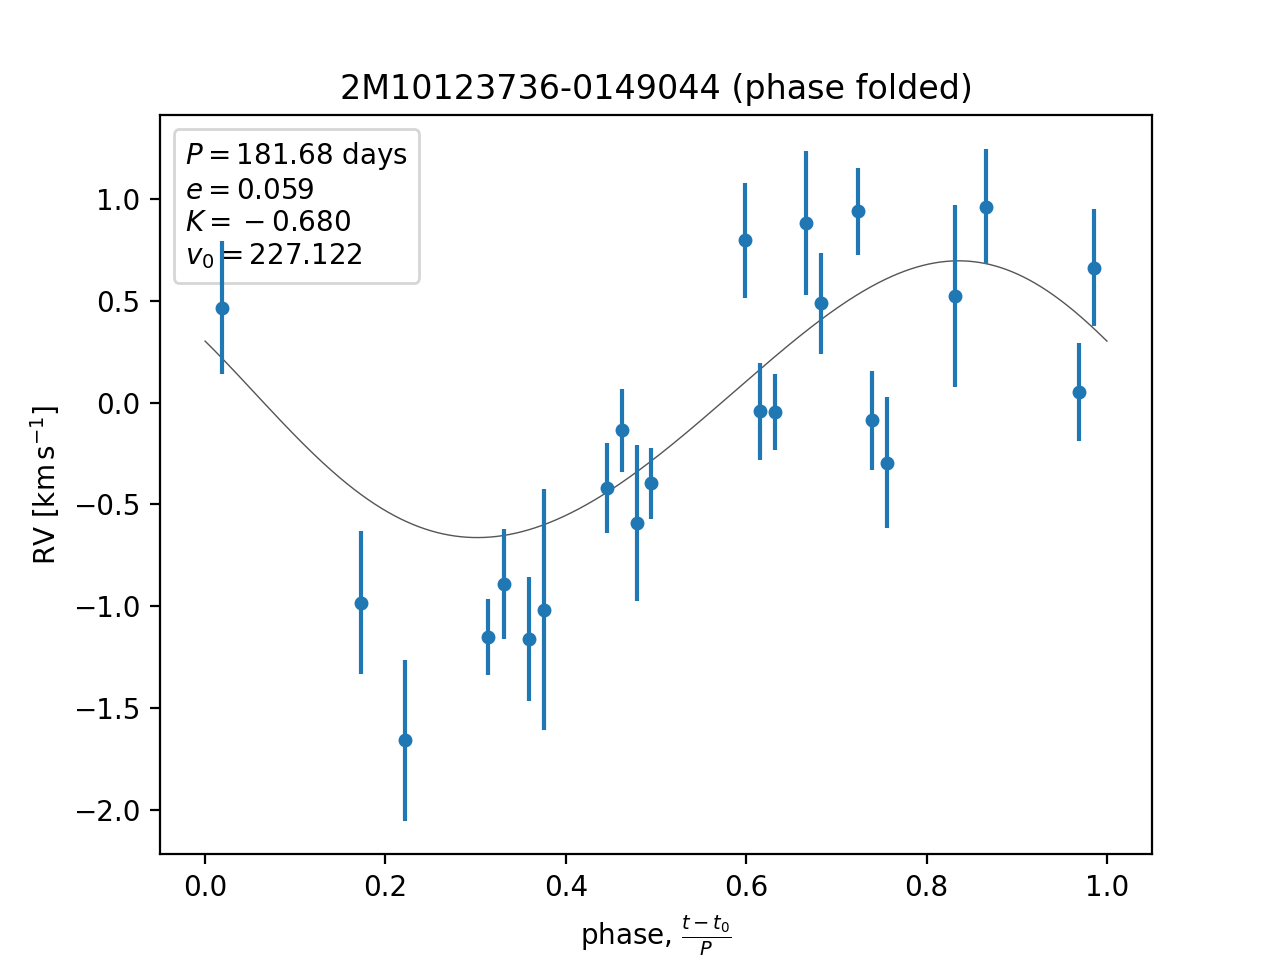 2M10123736-0149044 (phase folded)
P = 181.68 days
e = 0.059
K = −0.680
v₀ = 227.122
1.0
0.5
0.0
−0.5
−1.0
−1.5
−2.0
RV [km s⁻¹]
0.0 0.2 0.4 0.6 0.8 1.0
phase, (t − t₀)/P